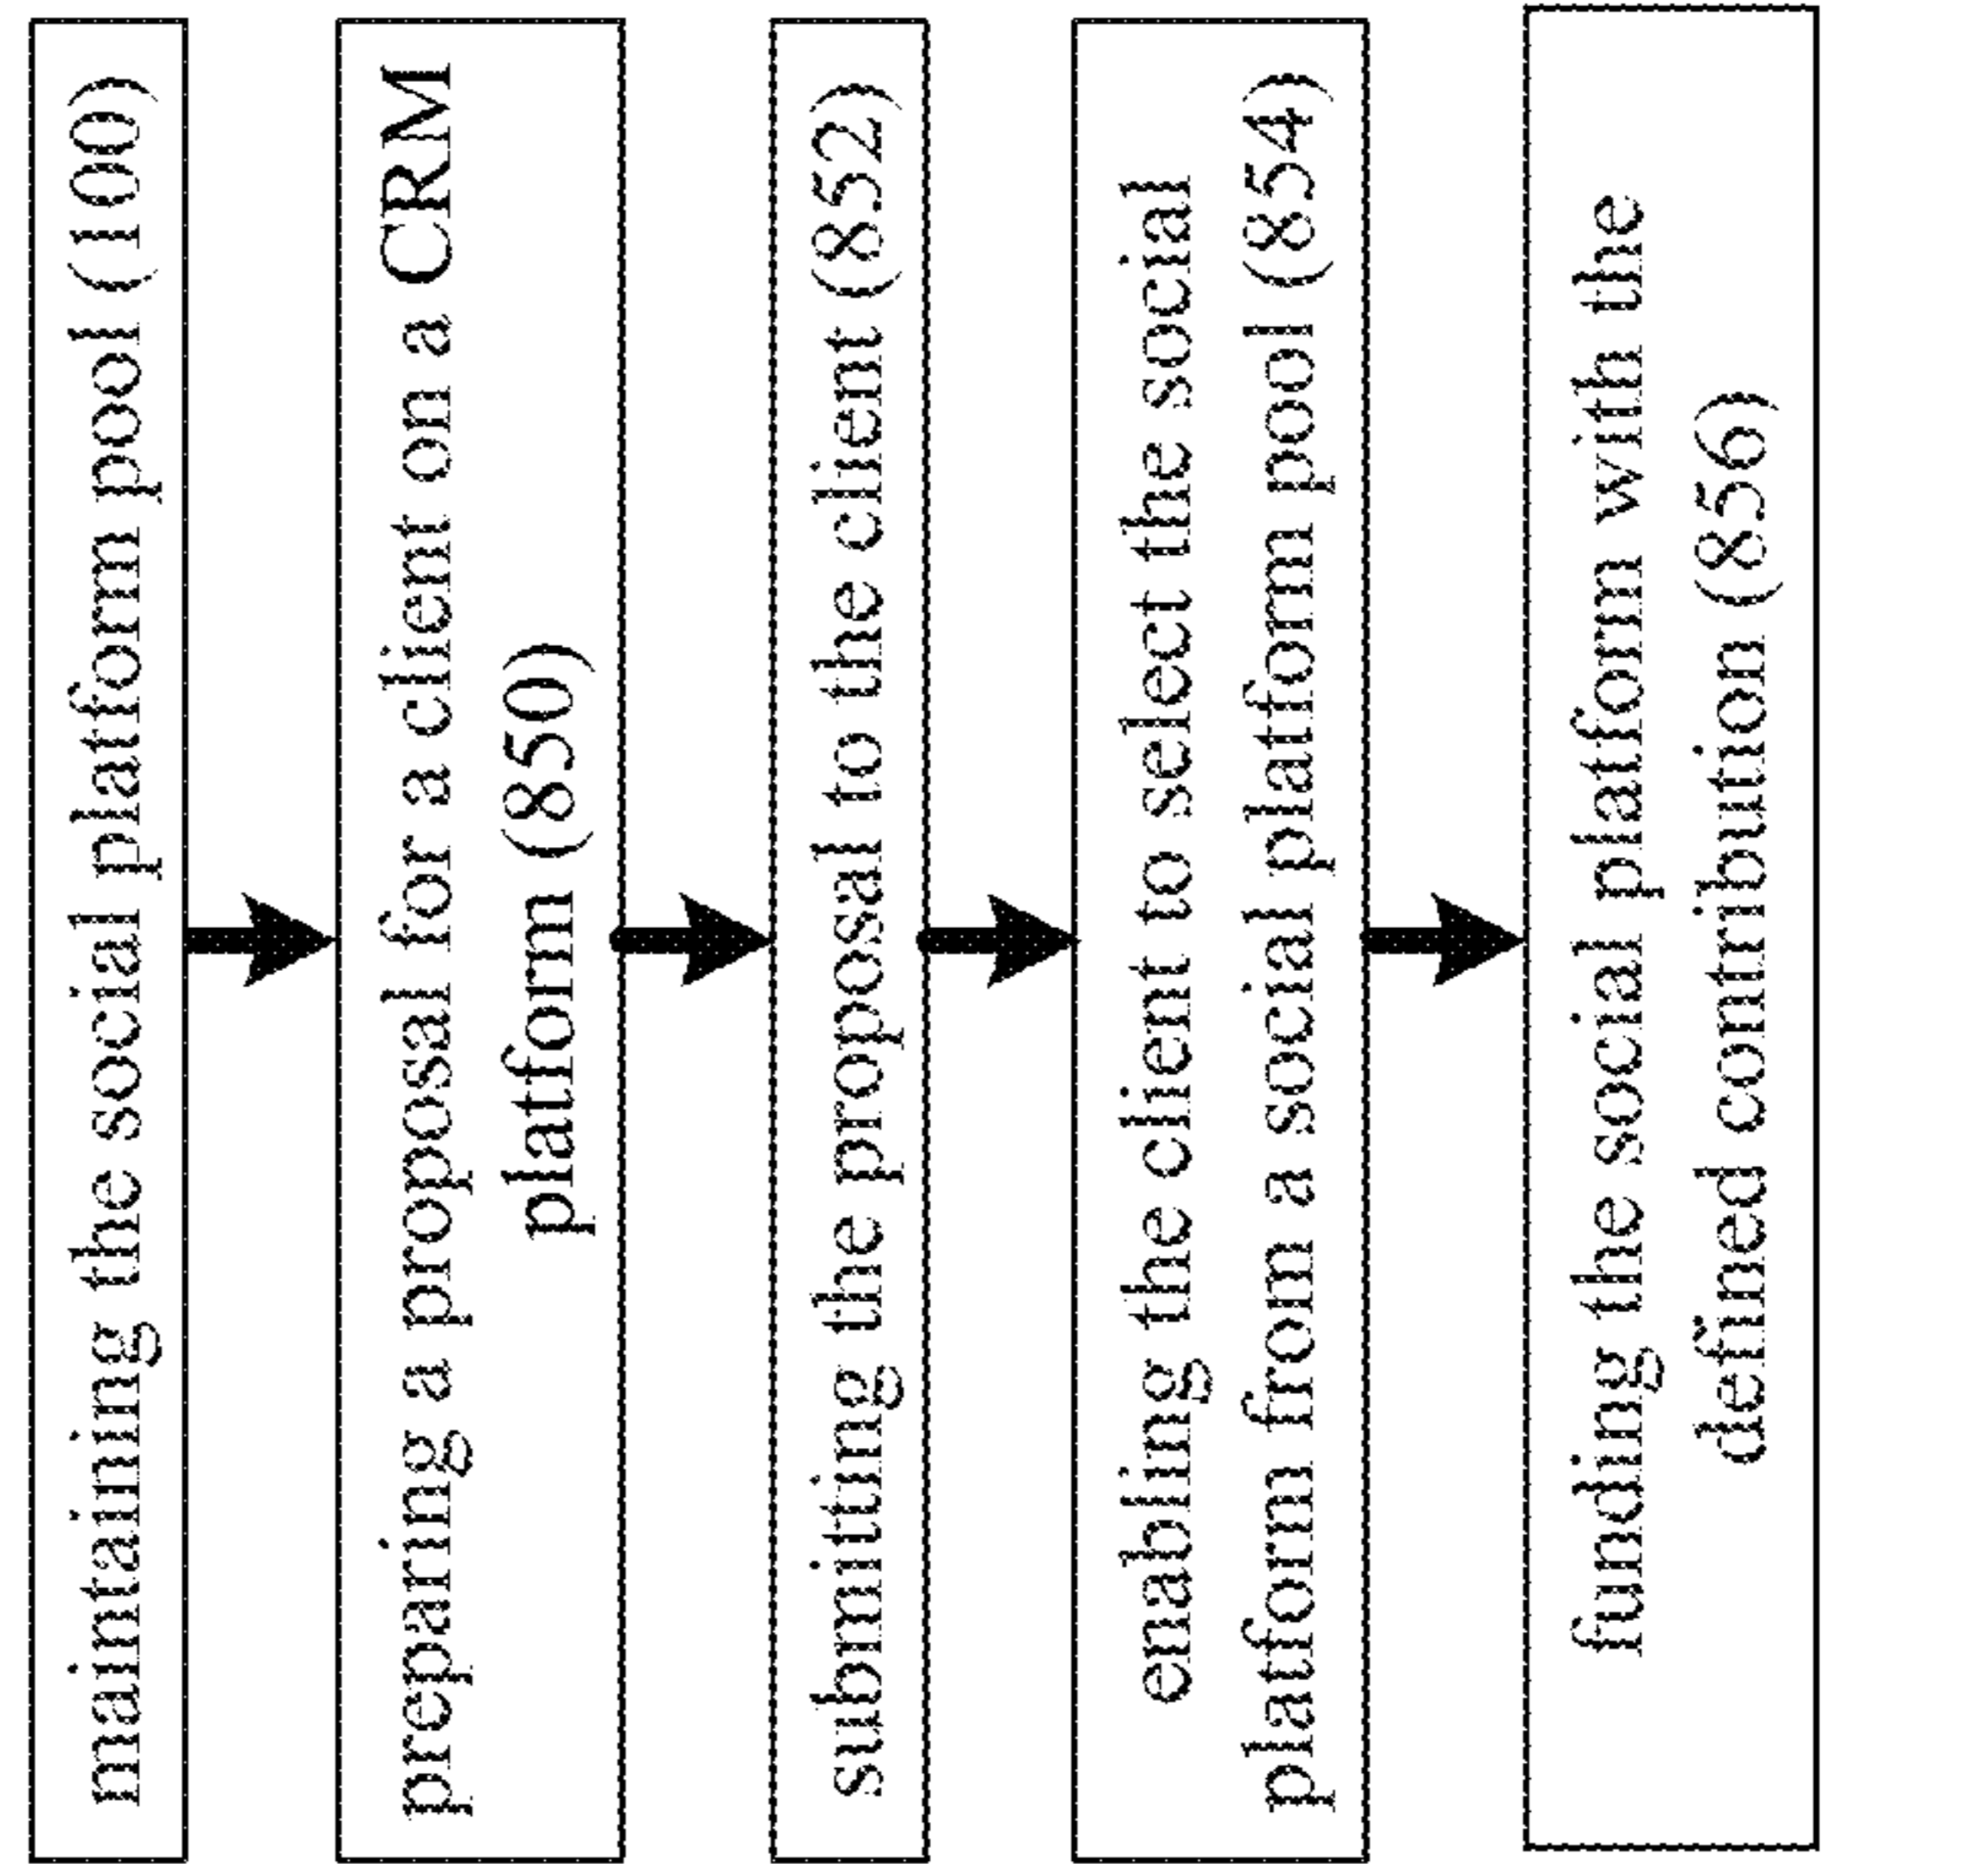 maintaining the social platform pool (100)
preparing a proposal for a client on a CRM
platform (850)
submitting the proposal to the client (852)
enabling the client to select the social
platform from a social platform pool (854)
funding the social platform with the
defined contribution (856)